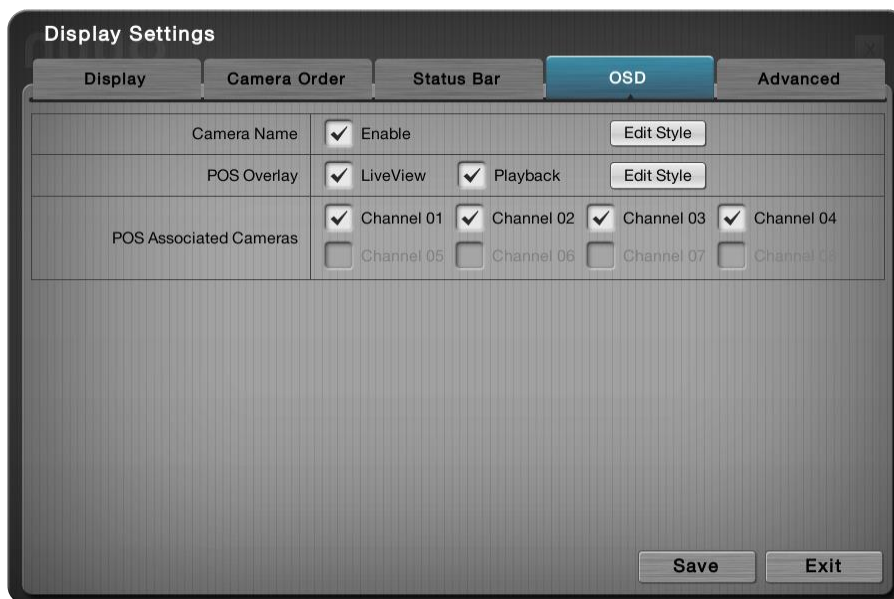 Display Settings
Display Camera Order Status Bar OSD Advanced
Camera Name Enable Edit Style
POS Overlay LiveView Playback Edit Style
POS Associated Cameras
Channel 01 Channel 02 Channel 03 Channel 04
Channel 05 Channel 06 Channel 07 Channel 08
Save Exit